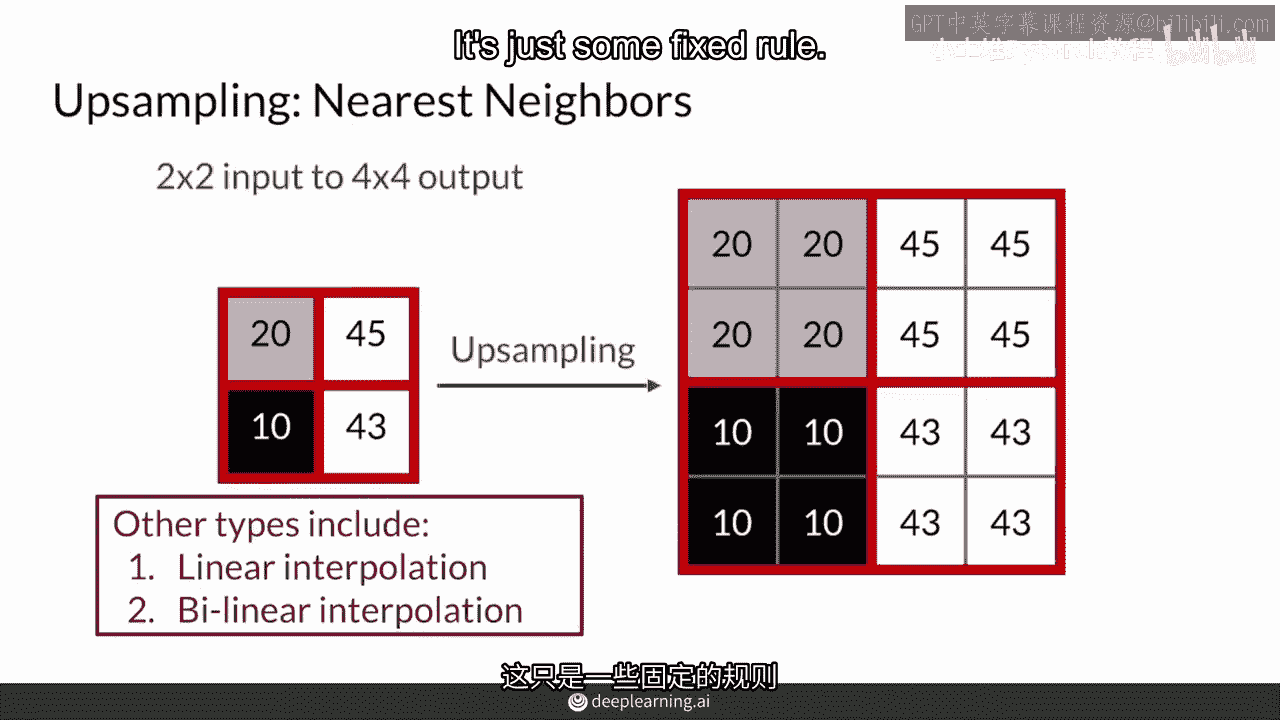 GPT中英字幕课程资源@bilibili.com
It's just some fixed rule.
bilibili
Upsampling: Nearest Neighbors
2x2 input to 4x4 output
20 45
10 43
Upsampling
20 20 45 45
20 20 45 45
10 10 43 43
10 10 43 43
Other types include:
1. Linear interpolation
2. Bi-linear interpolation
这只是一些固定的规则
deeplearning.ai